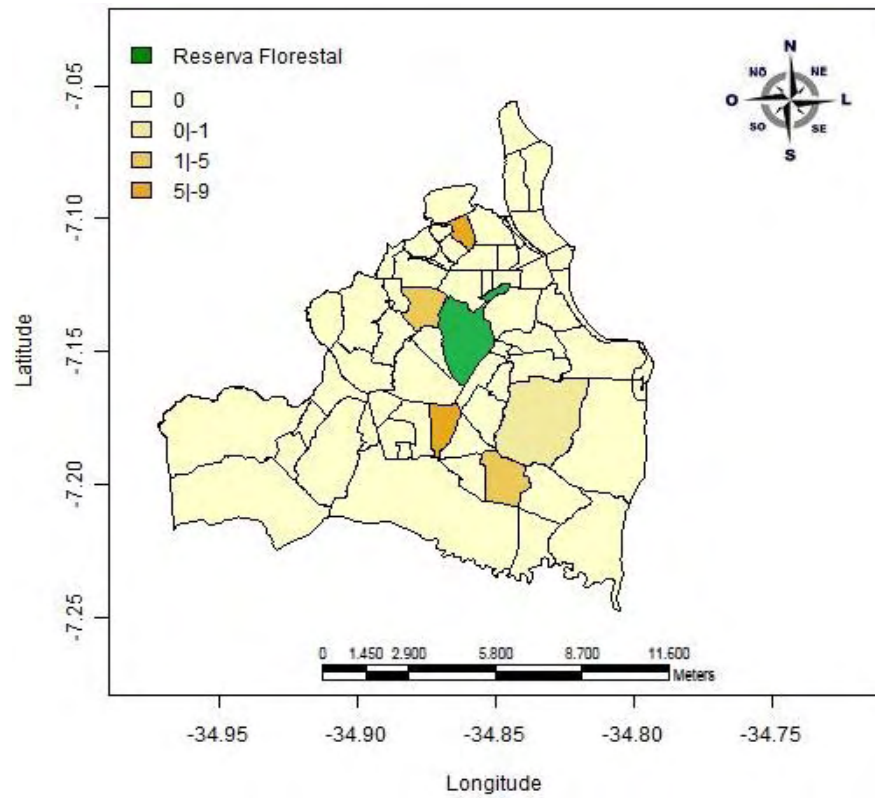 Reserva Florestal
0
0|-1
1|-5
5|-9
N
NO NE
O L
SO SE
S
Latitude
-7.05
-7.10
-7.15
-7.20
-7.25
0 1.450 2.900 5.800 8.700 11.600
Meters
-34.95 -34.90 -34.85 -34.80 -34.75
Longitude